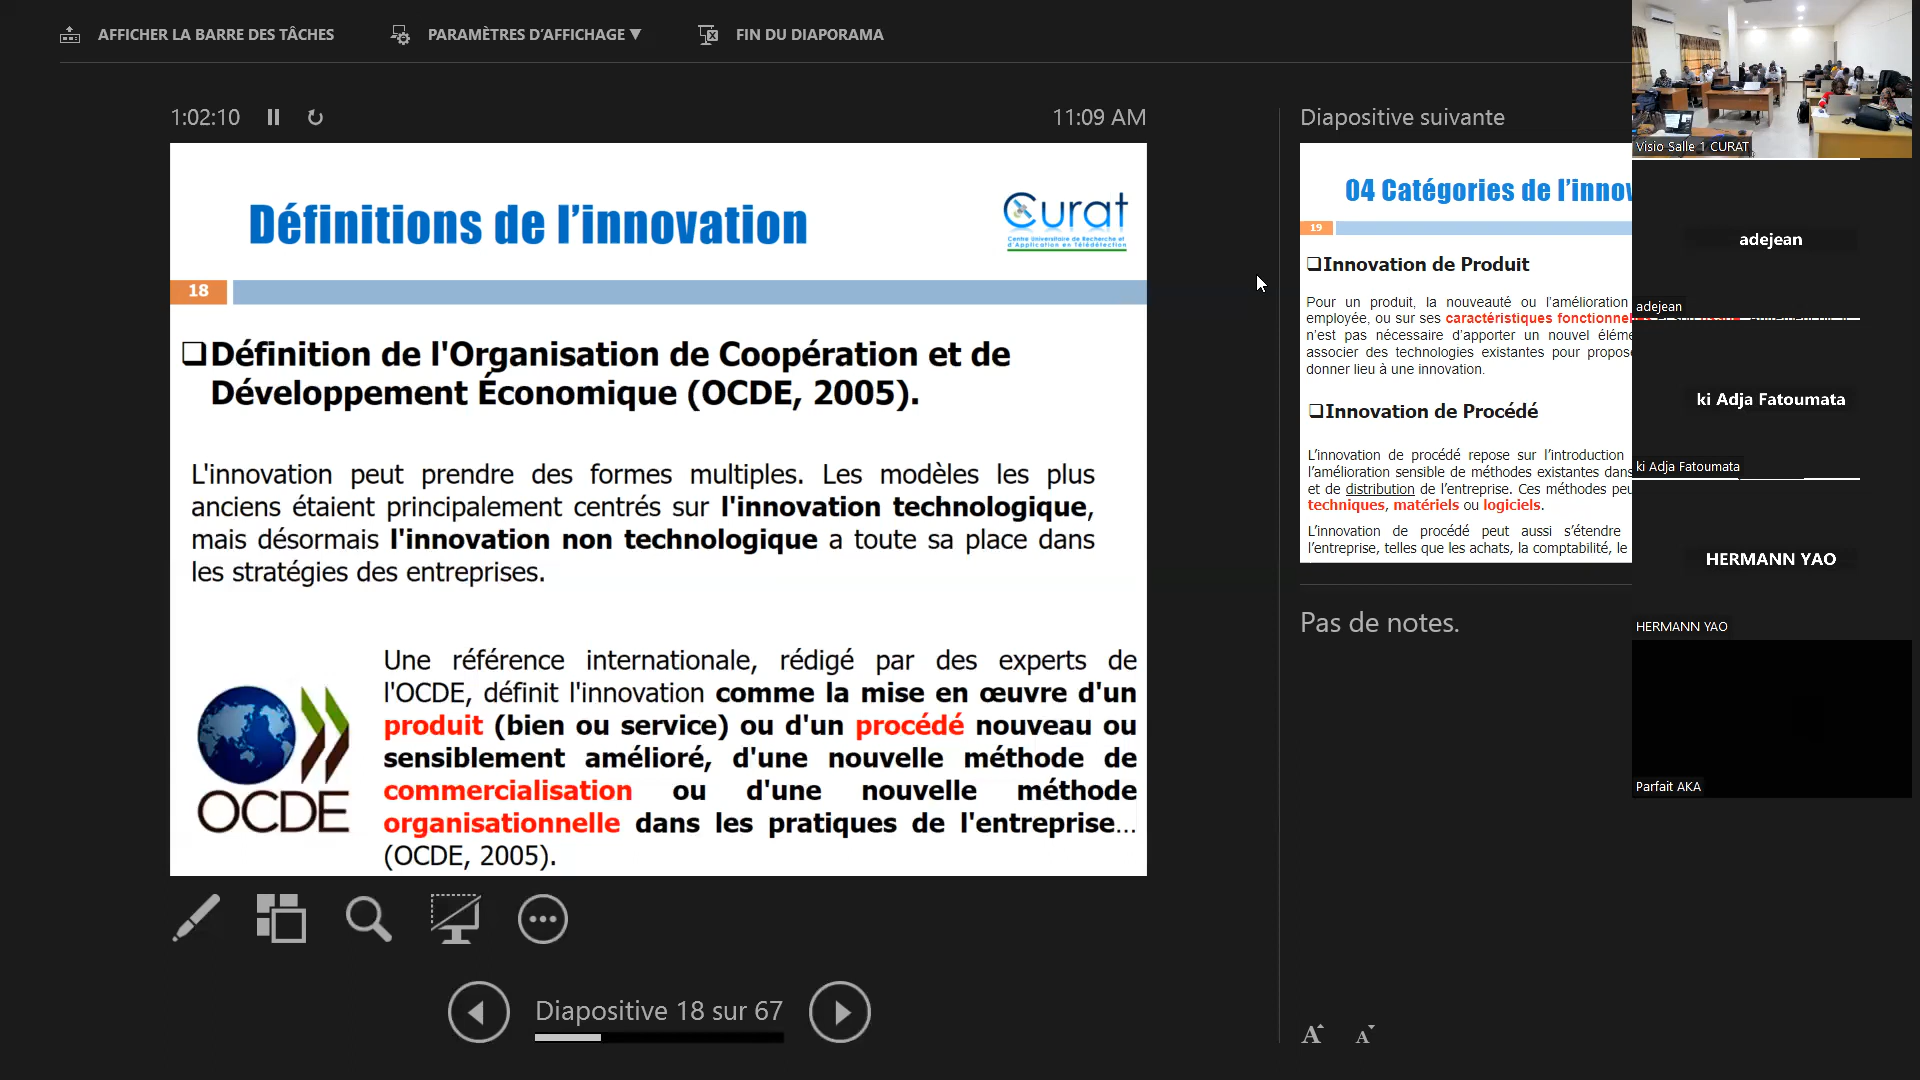 AFFICHER LA BARRE DES TÂCHES
PARAMÈTRES D'AFFICHAGE ▼
FIN DU DIAPORAMA
1:02:10
11:09 AM
Définitions de l'innovation
Curat
Centre Universitaire de Recherche et
d'Application en Télédétection
18
❑Définition de l'Organisation de Coopération et de
Développement Économique (OCDE, 2005).
L'innovation peut prendre des formes multiples. Les modèles les plus
anciens étaient principalement centrés sur l'innovation technologique,
mais désormais l'innovation non technologique a toute sa place dans
les stratégies des entreprises.
OCDE
Une référence internationale, rédigé par des experts de
l'OCDE, définit l'innovation comme la mise en œuvre d'un
produit (bien ou service) ou d'un procédé nouveau ou
sensiblement amélioré, d'une nouvelle méthode de
commercialisation ou d'une nouvelle méthode
organisationnelle dans les pratiques de l'entreprise...
(OCDE, 2005).
Diapositive 18 sur 67
Diapositive suivante
04 Catégories de l'innov
19
❑Innovation de Produit
Pour un produit, la nouveauté ou l'amélioration
employée, ou sur ses caractéristiques fonctionnel
n'est pas nécessaire d'apporter un nouvel éléme
associer des technologies existantes pour propose
donner lieu à une innovation.
❑Innovation de Procédé
L'innovation de procédé repose sur l'introduction
l'amélioration sensible de méthodes existantes dans
et de distribution de l'entreprise. Ces méthodes peu
techniques, matériels ou logiciels.
L'innovation de procédé peut aussi s'étendre
l'entreprise, telles que les achats, la comptabilité, le
Pas de notes.
A A
Visio Salle 1 CURAT
adejean
adejean
ki Adja Fatoumata
ki Adja Fatoumata
HERMANN YAO
HERMANN YAO
Parfait AKA